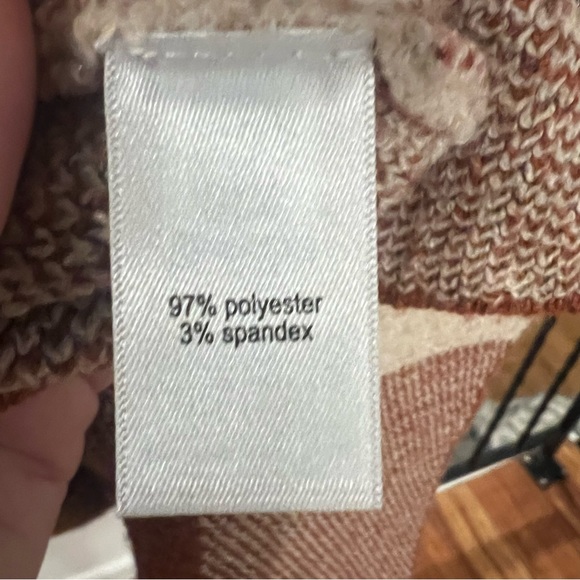 97% polyester
3% spandex